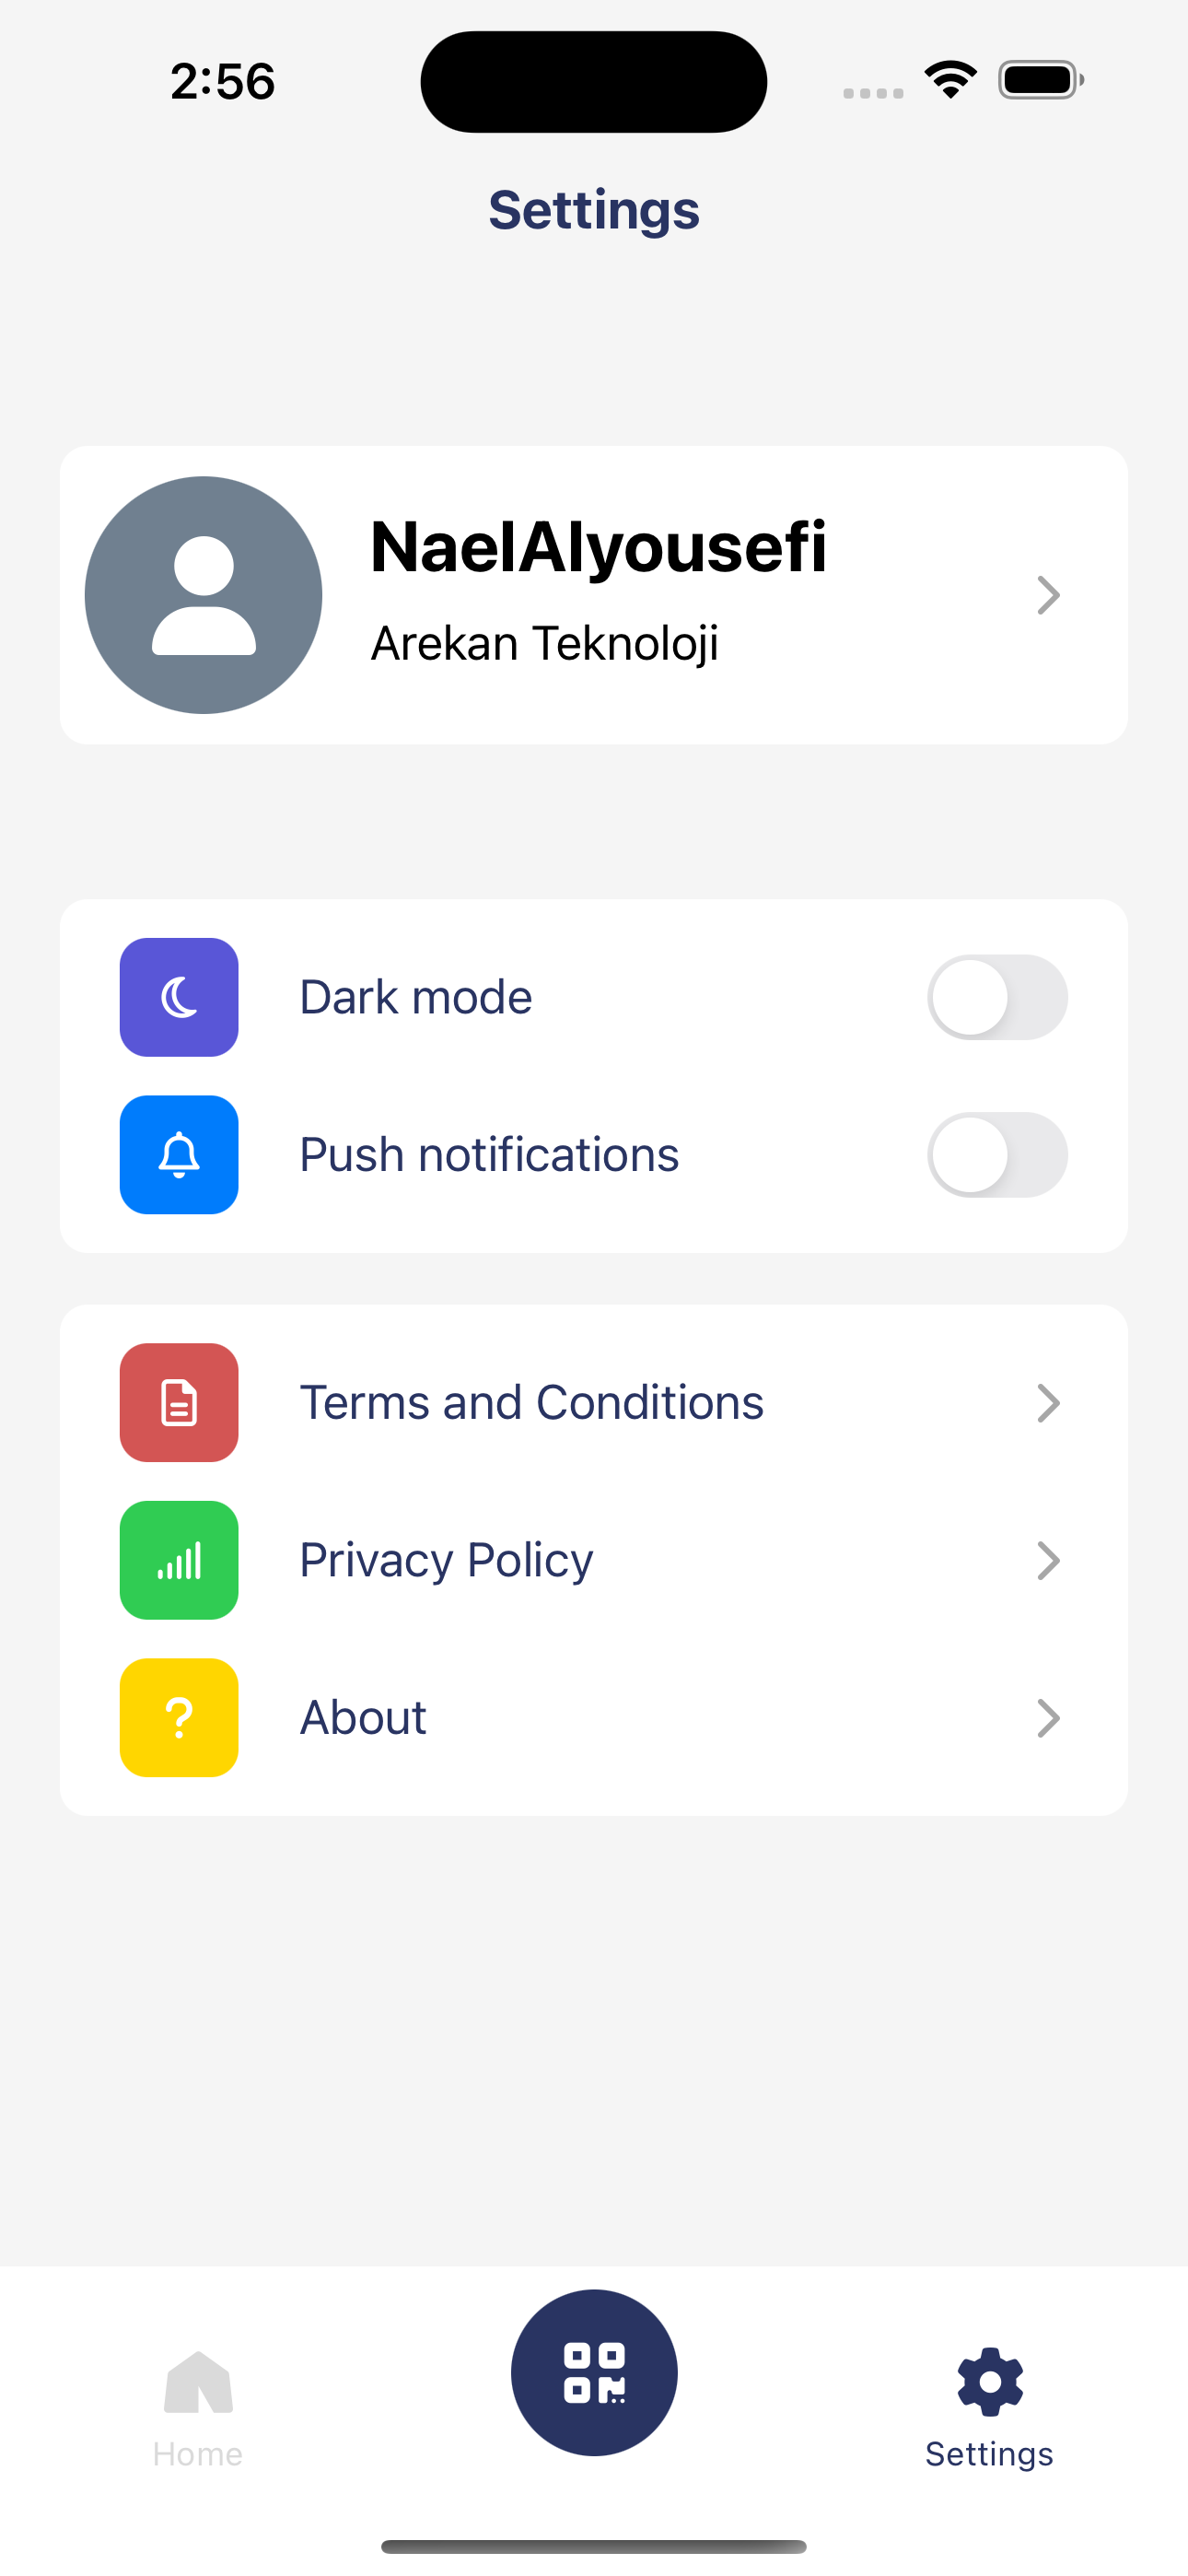 2:56
Settings
NaelAlyousefi
Arekan Teknoloji
Dark mode
Push notifications
Terms and Conditions
Privacy Policy
About
Home
Settings